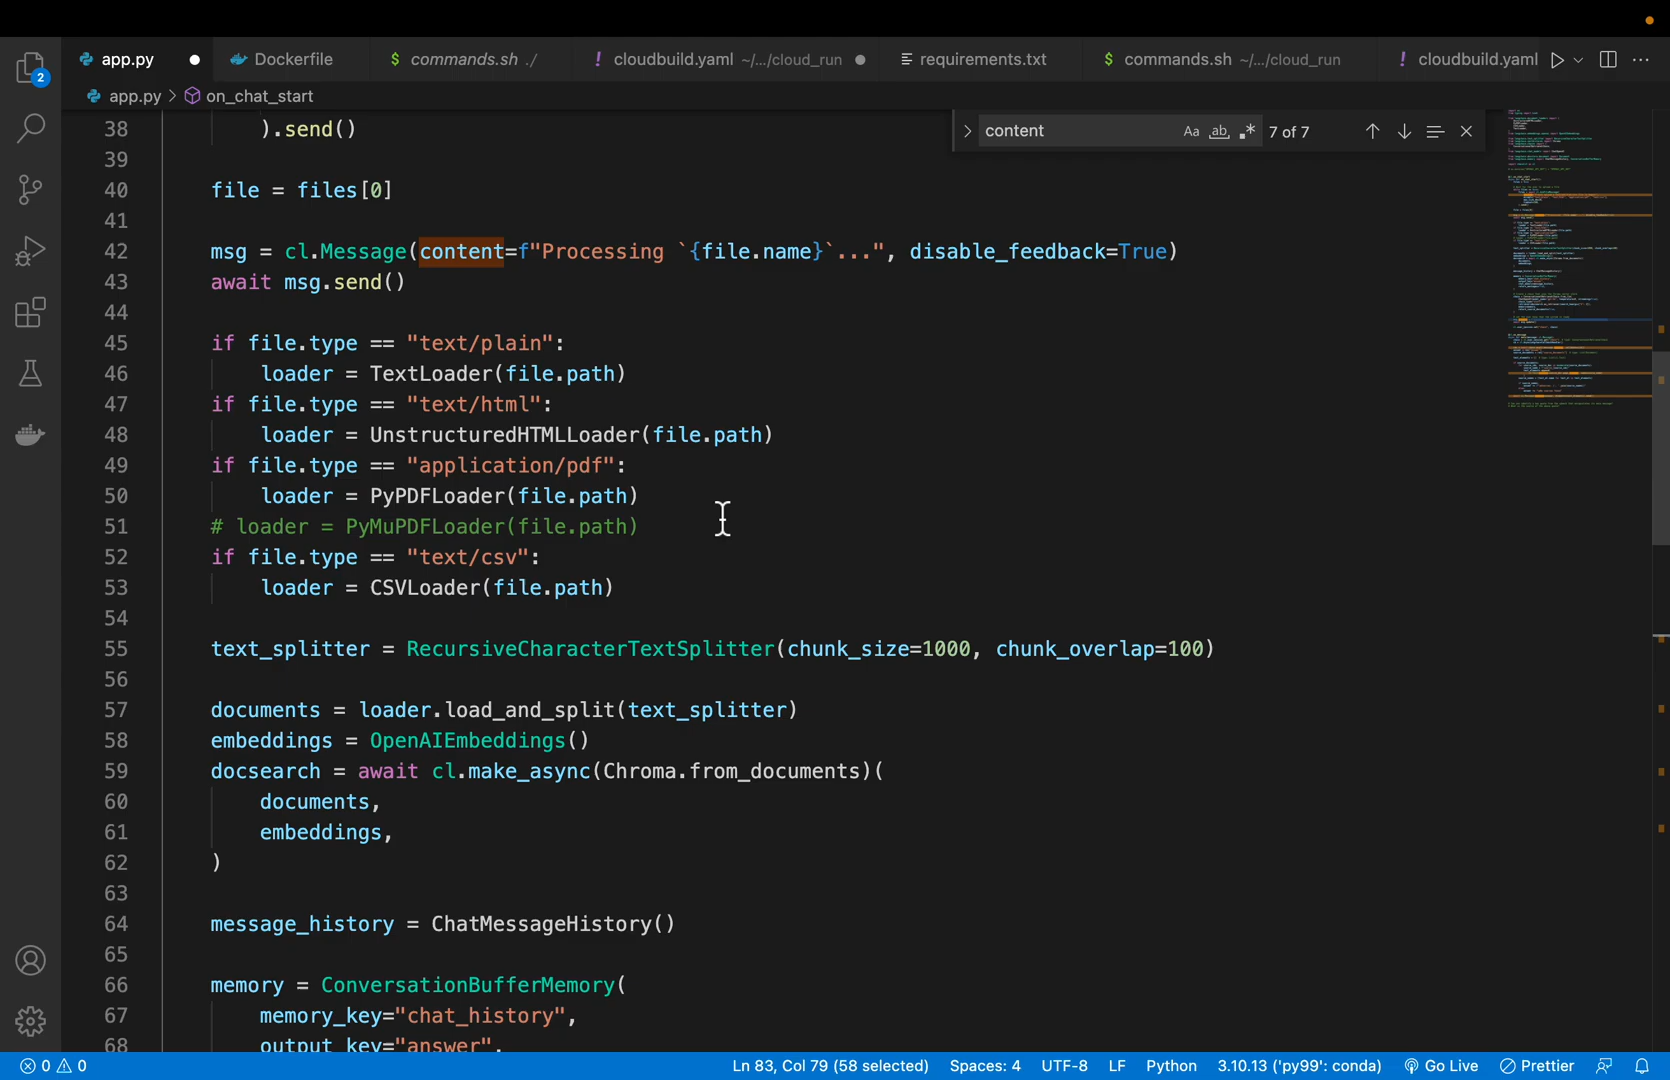 app.py
Dockerfile
$ commands.sh ./
! cloudbuild.yaml ~/.../cloud_run
requirements.txt
$ commands.sh ~/.../cloud_run
! cloudbuild.yaml
2
app.py > on_chat_start
content Aa ab .* 7 of 7
38 ).send()
39
40 file = files[0]
41
42 msg = cl.Message(content=f"Processing `{file.name}`...", disable_feedback=True)
43 await msg.send()
44
45 if file.type == "text/plain":
46 loader = TextLoader(file.path)
47 if file.type == "text/html":
48 loader = UnstructuredHTMLLoader(file.path)
49 if file.type == "application/pdf":
50 loader = PyPDFLoader(file.path)
51 # loader = PyMuPDFLoader(file.path)
52 if file.type == "text/csv":
53 loader = CSVLoader(file.path)
54
55 text_splitter = RecursiveCharacterTextSplitter(chunk_size=1000, chunk_overlap=100)
56
57 documents = loader.load_and_split(text_splitter)
58 embeddings = OpenAIEmbeddings()
59 docsearch = await cl.make_async(Chroma.from_documents)(
60 documents,
61 embeddings,
62 )
63
64 message_history = ChatMessageHistory()
65
66 memory = ConversationBufferMemory(
67 memory_key="chat_history",
68 output_key="answer",
0 0 Ln 83, Col 79 (58 selected) Spaces: 4 UTF-8 LF Python 3.10.13 ('py99': conda) Go Live Prettier